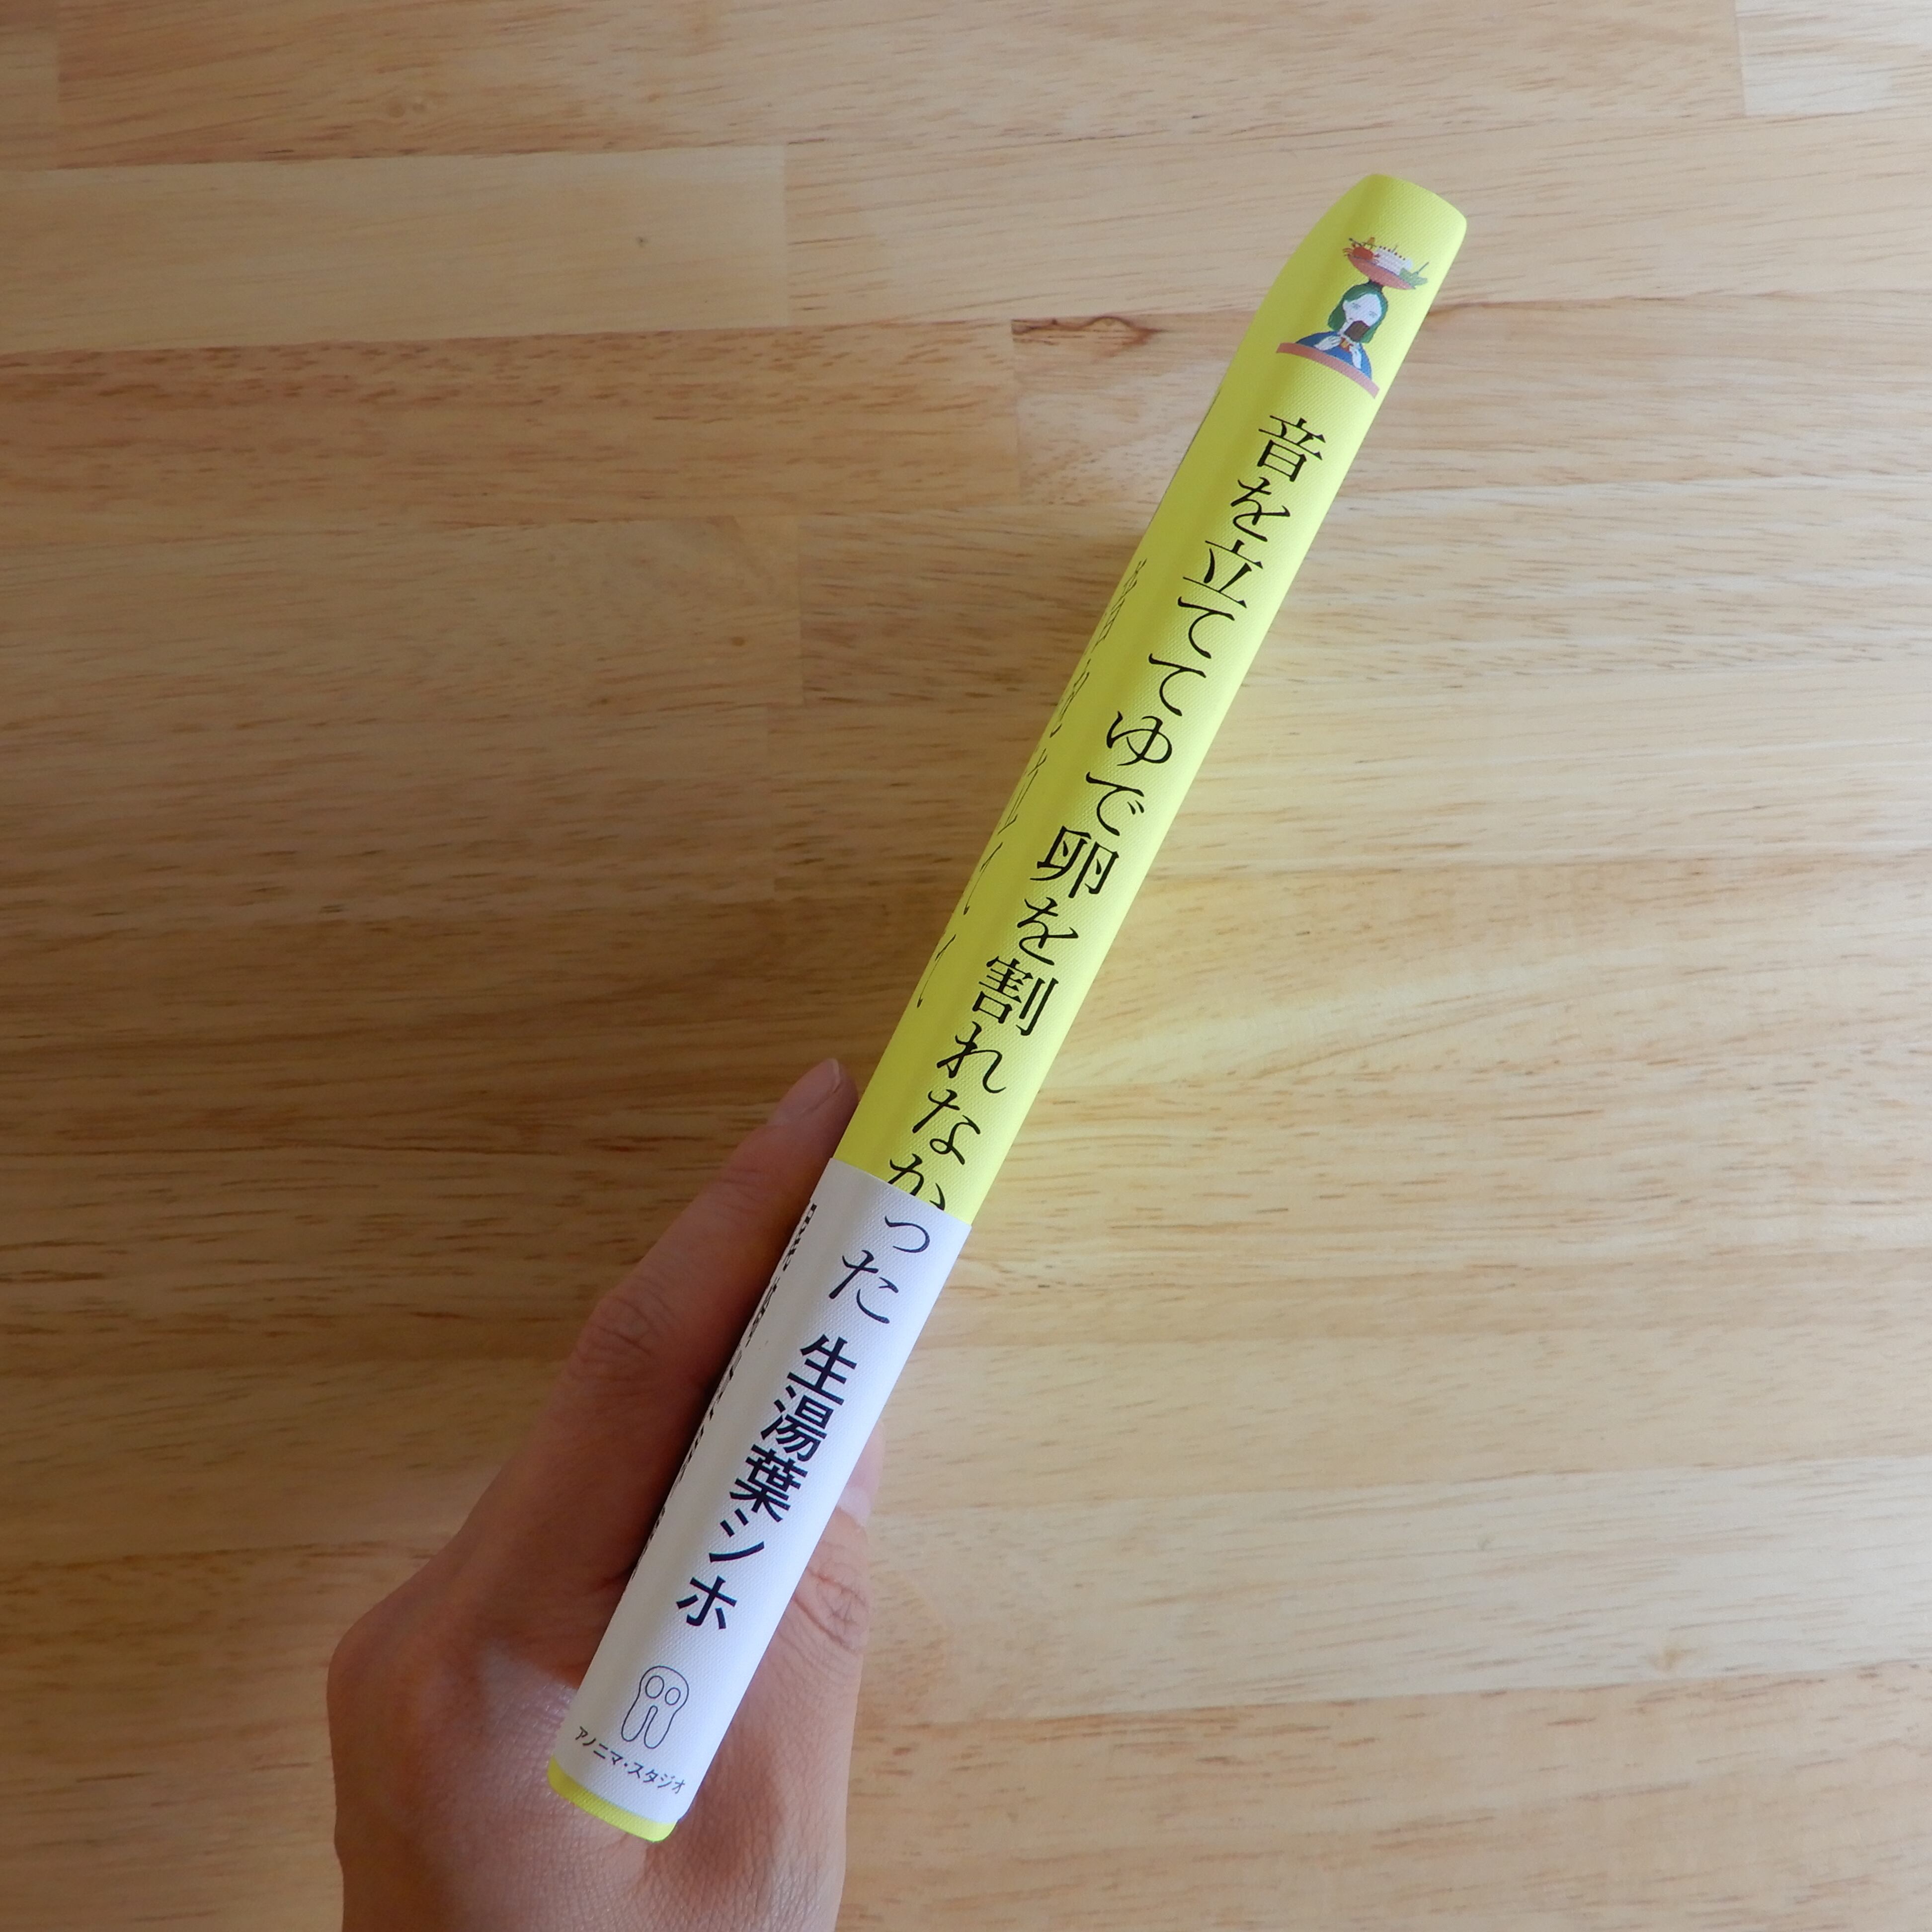 音を立ててゆで卵を割れなかった
生湯葉シホ
アノニマ・スタジオ